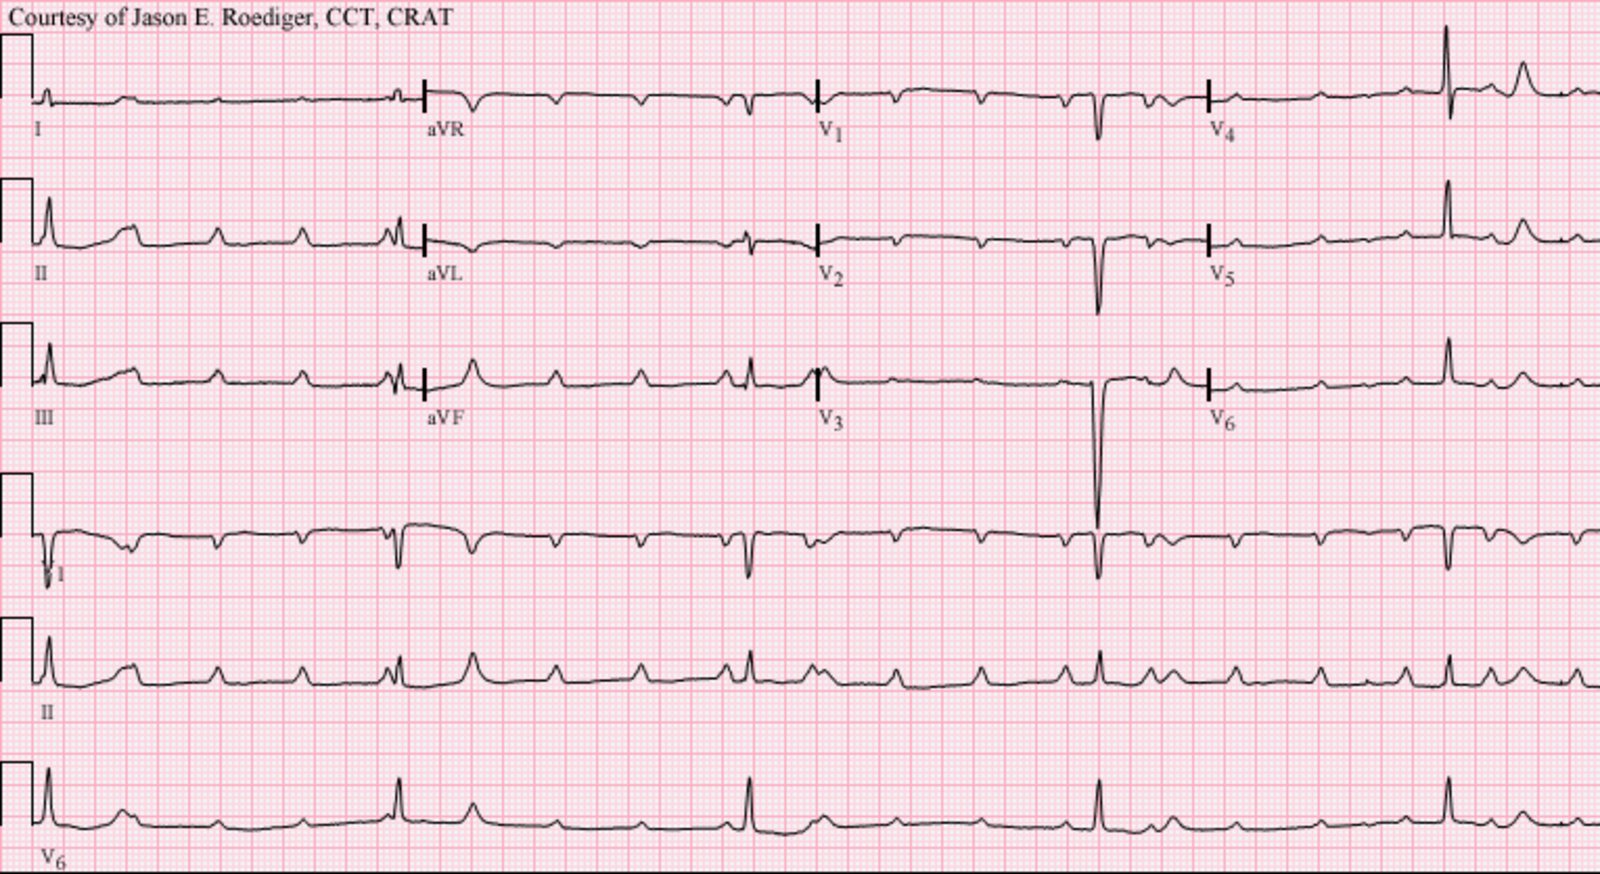 Courtesy of Jason E. Roediger, CCT, CRAT
I aVR V1 V4
II aVL V2 V5
III aVF V3 V6
1
II
V6